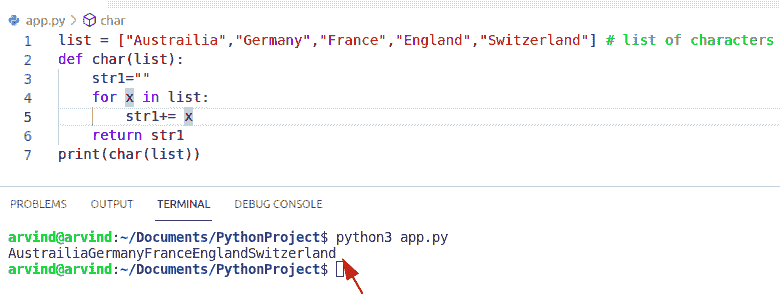 app.py > char
1 list = ["Austrailia","Germany","France","England","Switzerland"] # list of characters
2 def char(list):
3     str1=""
4     for x in list:
5         str1+= x
6     return str1
7 print(char(list))
PROBLEMS OUTPUT TERMINAL DEBUG CONSOLE
arvind@arvind:~/Documents/PythonProject$ python3 app.py
AustrailiaGermanyFranceEnglandSwitzerland
arvind@arvind:~/Documents/PythonProject$